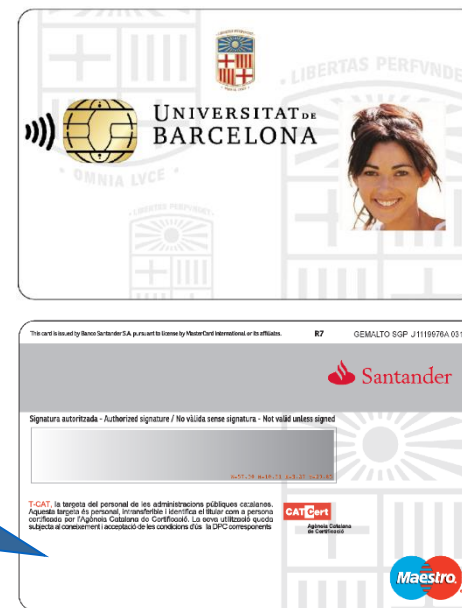 LIBERTAS PERFVNDE
UNIVERSITAT DE
BARCELONA
OMNIA LVCE
LIBERTAS PERFVNDET
This card is issued by Banco Santander S.A. pursuant to license by MasterCard International or its affiliates. R7 GEMALTO SGP J1119976A 031
Santander
Signatura autoritzada - Authorized signature / No vàlida sense signatura - Not valid unless signed
T-CAT, la targeta del personal de les administracions públiques catalanes.
Aquesta targeta és personal, intransferible i identifica el titular com a persona
certificada per l'Agència Catalana de Certificació. La seva utilització queda
subjecta al coneixement i acceptació de les condicions d'ús la DPC corresponents
CATCert
Agència Catalana
de Certificació
Maestro